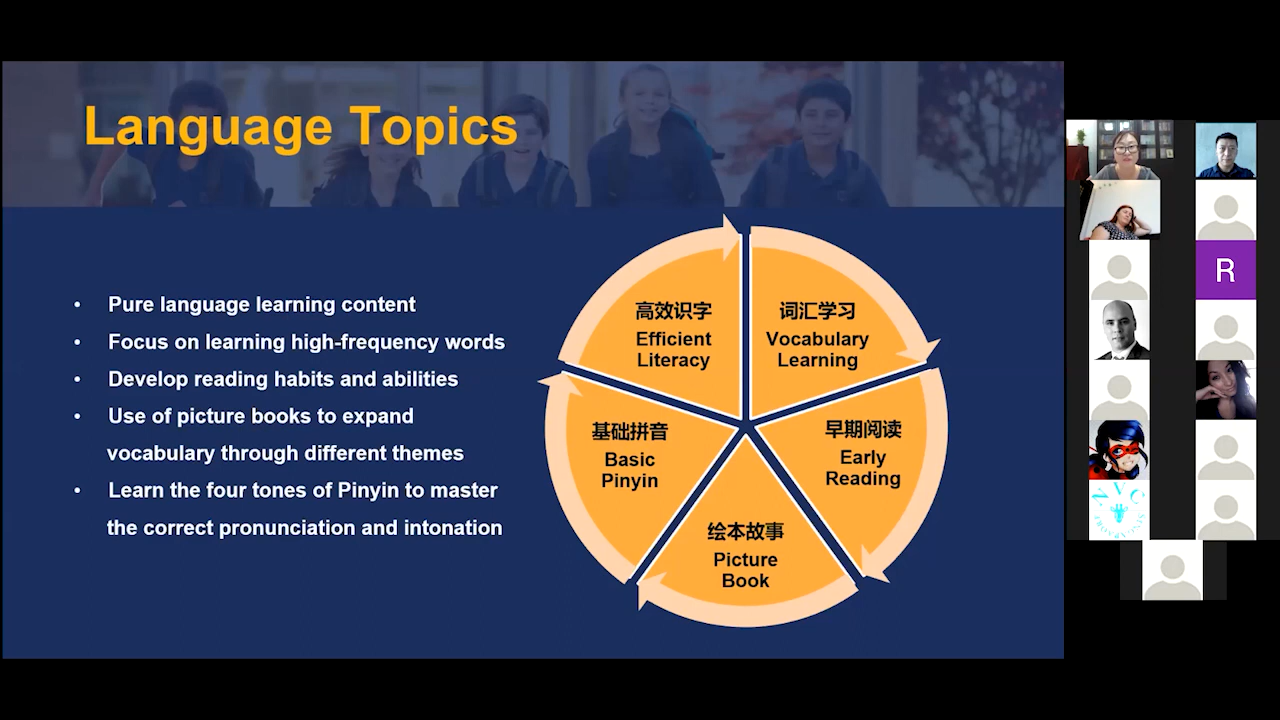 Language Topics
• Pure language learning content
• Focus on learning high-frequency words
• Develop reading habits and abilities
• Use of picture books to expand
vocabulary through different themes
• Learn the four tones of Pinyin to master
the correct pronunciation and intonation
高效识字
Efficient
Literacy
词汇学习
Vocabulary
Learning
早期阅读
Early
Reading
绘本故事
Picture
Book
基础拼音
Basic
Pinyin
R
NVC